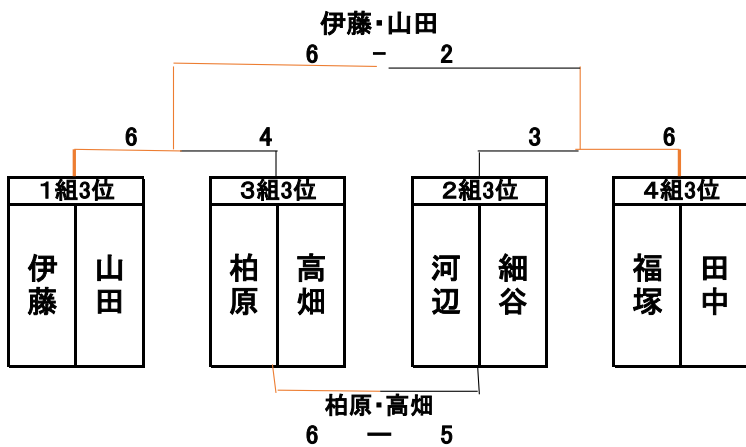 伊藤・山田
6 － 2
6 4 3 6
1組3位 3組3位 2組3位 4組3位
伊藤 山田 柏原 高畑 河辺 細谷 福塚 田中
柏原・高畑
6 ― 5